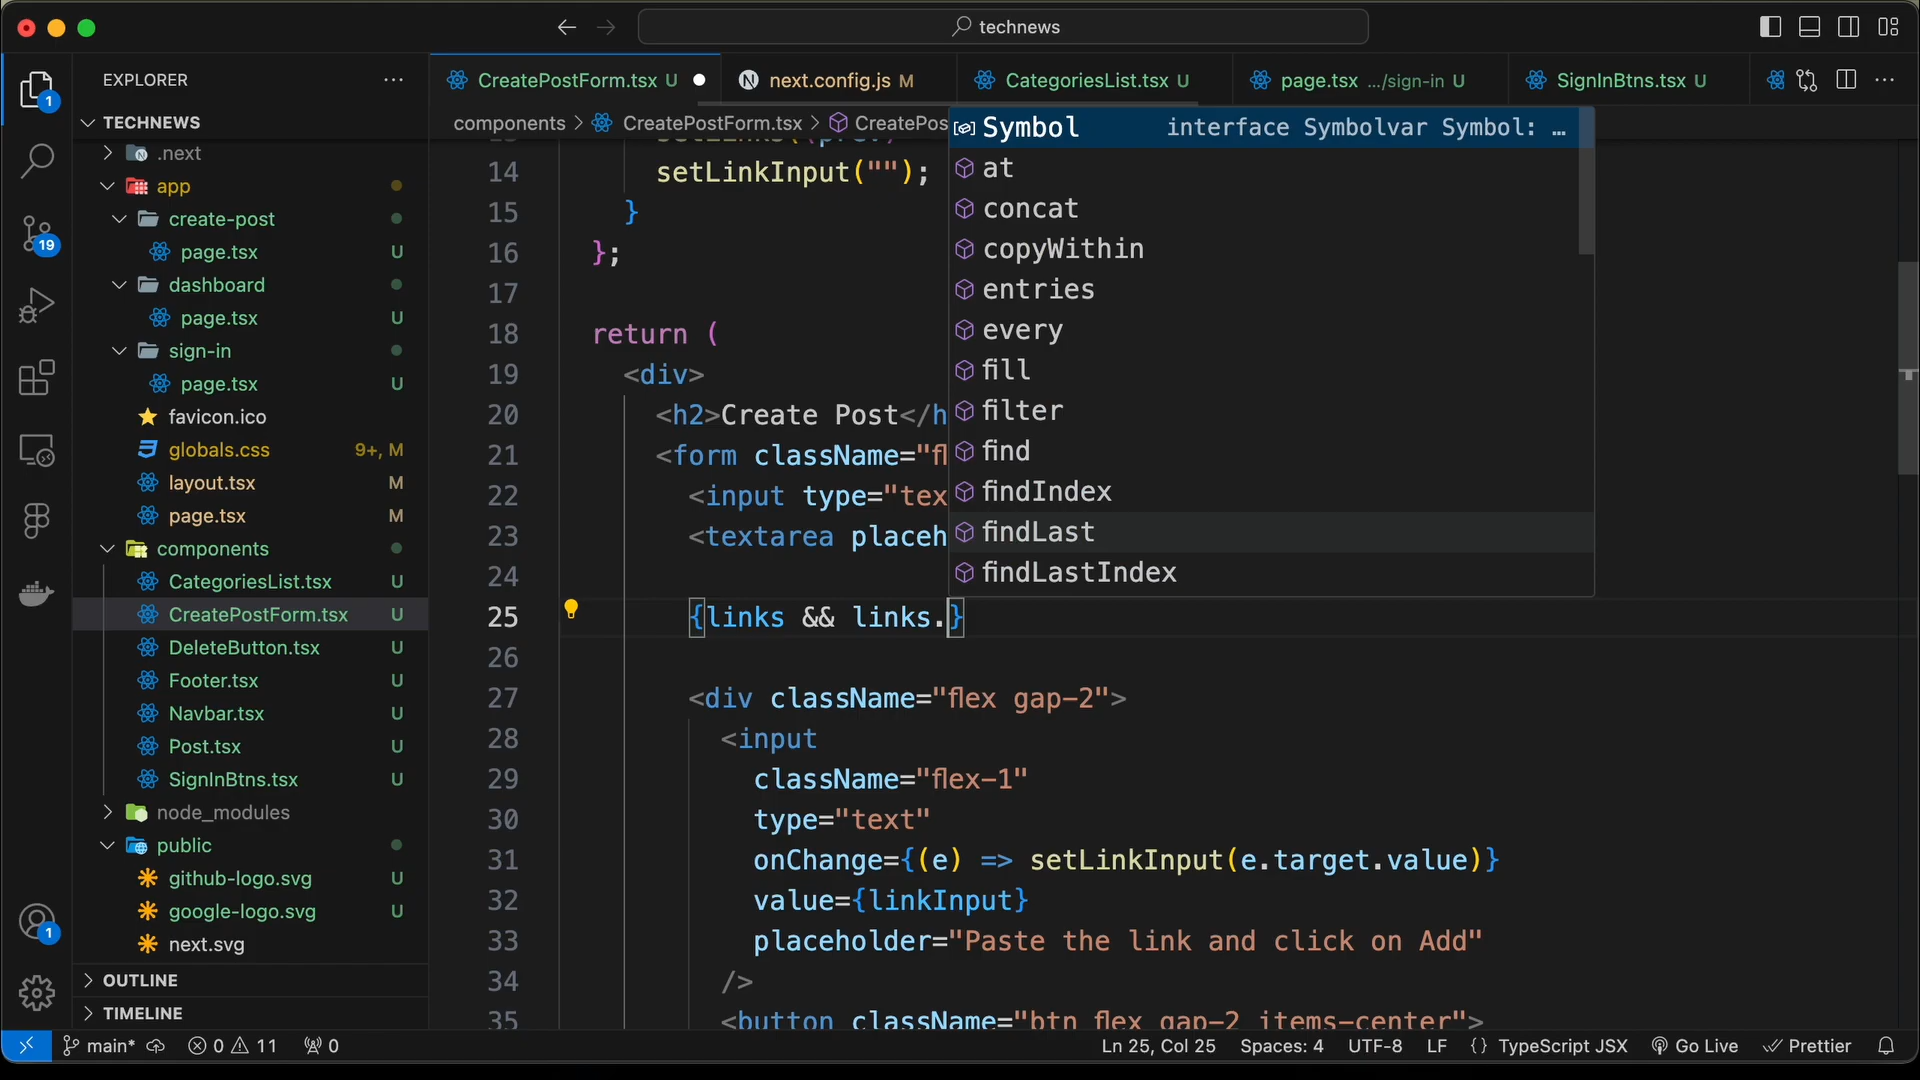 technews
EXPLORER
TECHNEWS
.next
app
create-post
page.tsx U
dashboard
page.tsx U
sign-in
page.tsx U
favicon.ico
globals.css 9+, M
layout.tsx M
page.tsx M
components
CategoriesList.tsx U
CreatePostForm.tsx U
DeleteButton.tsx U
Footer.tsx U
Navbar.tsx U
Post.tsx U
SignInBtns.tsx U
node_modules
public
github-logo.svg U
google-logo.svg U
next.svg
OUTLINE
TIMELINE
1
19
1
CreatePostForm.tsx U
next.config.js M
CategoriesList.tsx U
page.tsx .../sign-in U
SignInBtns.tsx U
components > CreatePostForm.tsx > CreatePos
14 setLinkInput("");
15 }
16 };
17
18 return (
19 <div>
20 <h2>Create Post</h
21 <form className="fl
22 <input type="tex
23 <textarea placeh
24
25 {links && links.}
26
27 <div className="flex gap-2">
28 <input
29 className="flex-1"
30 type="text"
31 onChange={(e) => setLinkInput(e.target.value)}
32 value={linkInput}
33 placeholder="Paste the link and click on Add"
34 />
35 <button className="btn flex gap-2 items-center">
Symbol interface Symbolvar Symbol: …
at
concat
copyWithin
entries
every
fill
filter
find
findIndex
findLast
findLastIndex
main* 0 11 0 Ln 25, Col 25 Spaces: 4 UTF-8 LF {} TypeScript JSX Go Live Prettier